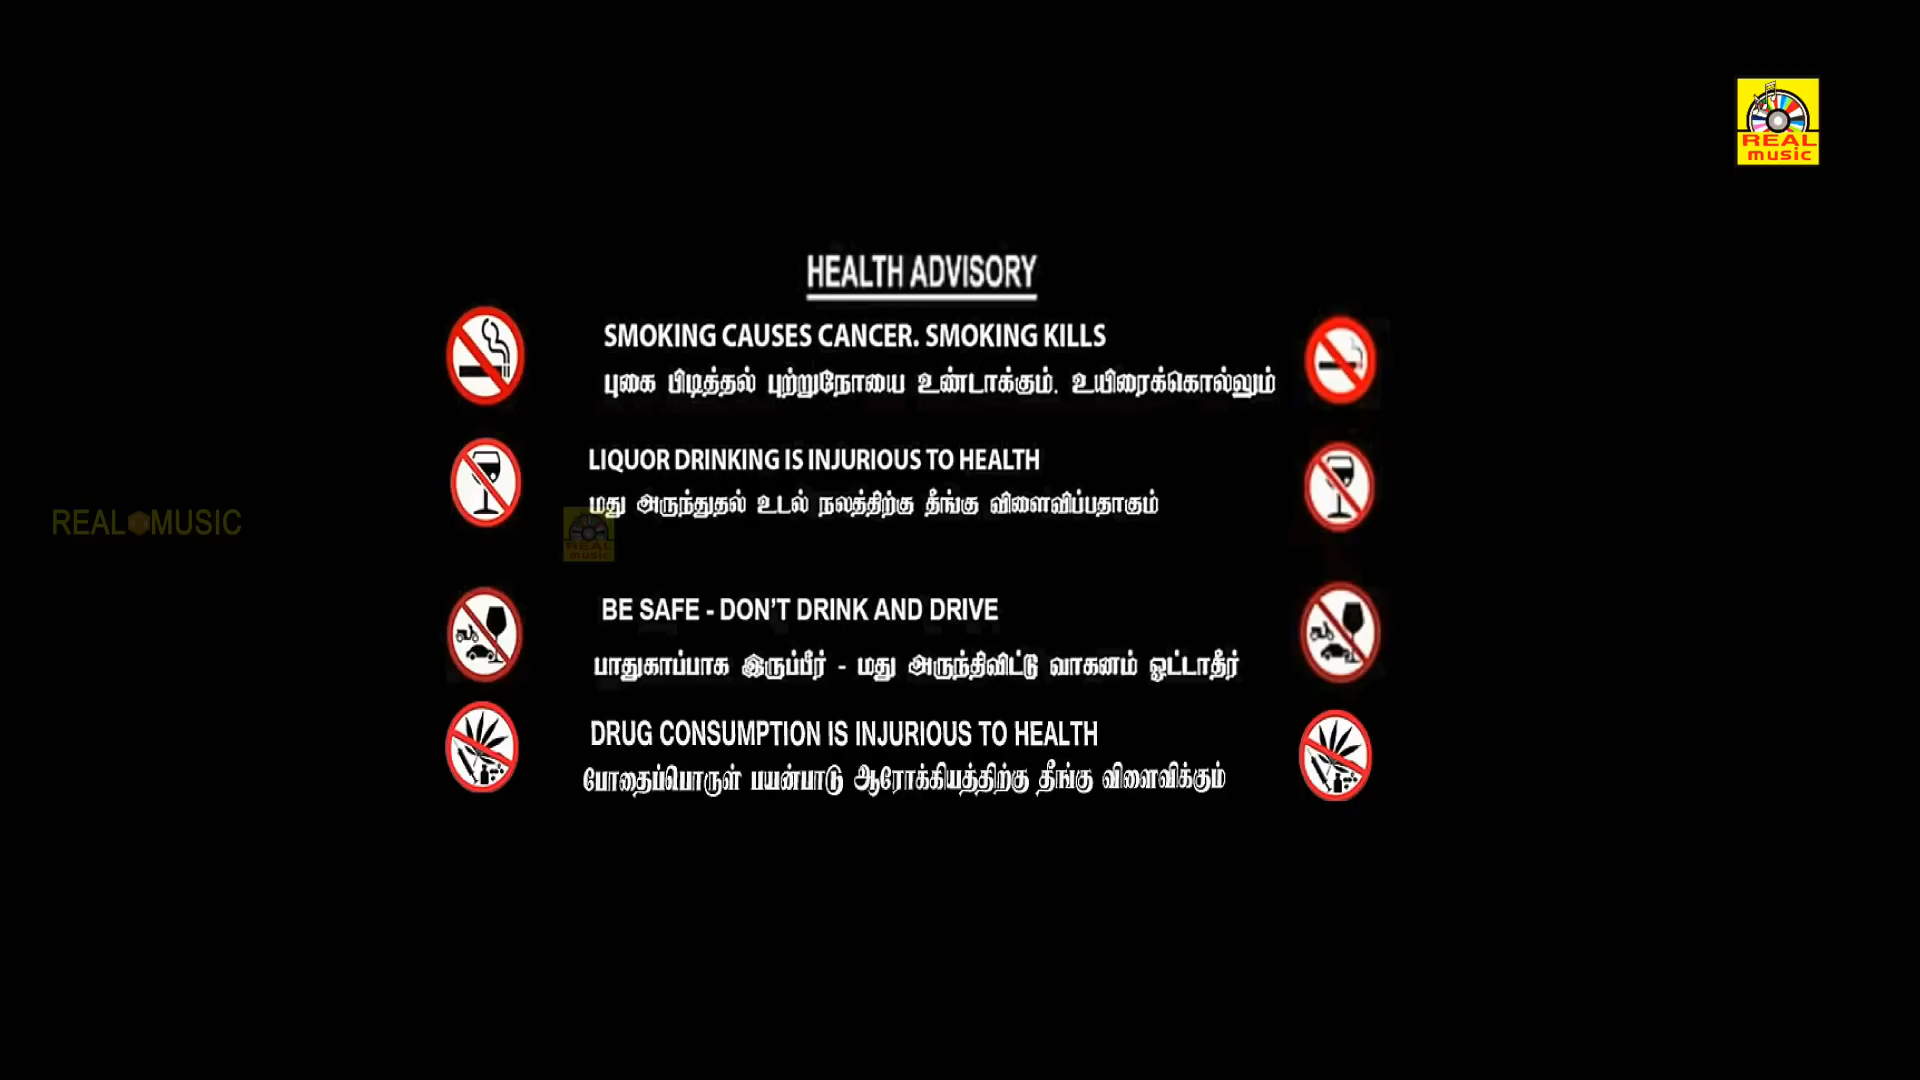 REAL
music
HEALTH ADVISORY
SMOKING CAUSES CANCER. SMOKING KILLS
புகை பிடித்தல் புற்றுநோயை உண்டாக்கும். உயிரைக்கொல்லும்
LIQUOR DRINKING IS INJURIOUS TO HEALTH
மது அருந்துதல் உடல் நலத்திற்கு தீங்கு விளைவிப்பதாகும்
REAL MUSIC
REAL
music
BE SAFE - DON'T DRINK AND DRIVE
பாதுகாப்பாக இருப்பீர் - மது அருந்திவிட்டு வாகனம் ஓட்டாதீர்
DRUG CONSUMPTION IS INJURIOUS TO HEALTH
போதைப்பொருள் பயன்பாடு ஆரோக்கியத்திற்கு தீங்கு விளைவிக்கும்